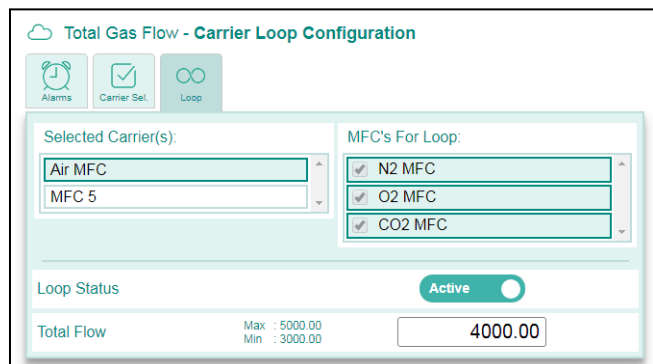 Total Gas Flow - Carrier Loop Configuration
Alarms
Carrier Sel.
Loop
Selected Carrier(s):
Air MFC
MFC 5
MFC's For Loop:
N2 MFC
O2 MFC
CO2 MFC
Loop Status
Active
Total Flow
Max : 5000.00
Min : 3000.00
4000.00